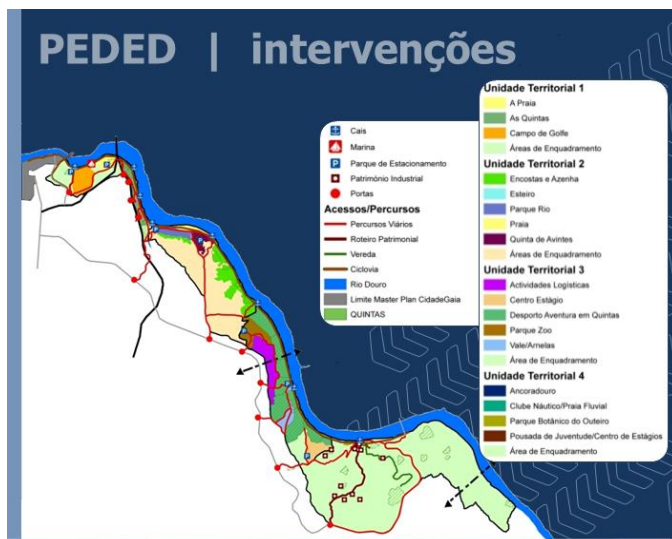 PEDED | intervenções
Cais
Marina
Parque de Estacionamento
Património Industrial
Portas
Acessos/Percursos
Percursos Viários
Roteiro Patrimonial
Vereda
Ciclovia
Rio Douro
Limite Master Plan CidadeGaia
QUINTAS
Unidade Territorial 1
A Praia
As Quintas
Campo de Golfe
Áreas de Enquadramento
Unidade Territorial 2
Encostas e Azenha
Esteiro
Parque Rio
Praia
Quinta de Avintes
Áreas de Enquadramento
Unidade Territorial 3
Actividades Logísticas
Centro Estágio
Desporto Aventura em Quintas
Parque Zoo
Vale/Arnelas
Área de Enquadramento
Unidade Territorial 4
Ancoradouro
Clube Náutico/Praia Fluvial
Parque Botânico do Outeiro
Pousada de Juventude/Centro de Estágios
Área de Enquadramento